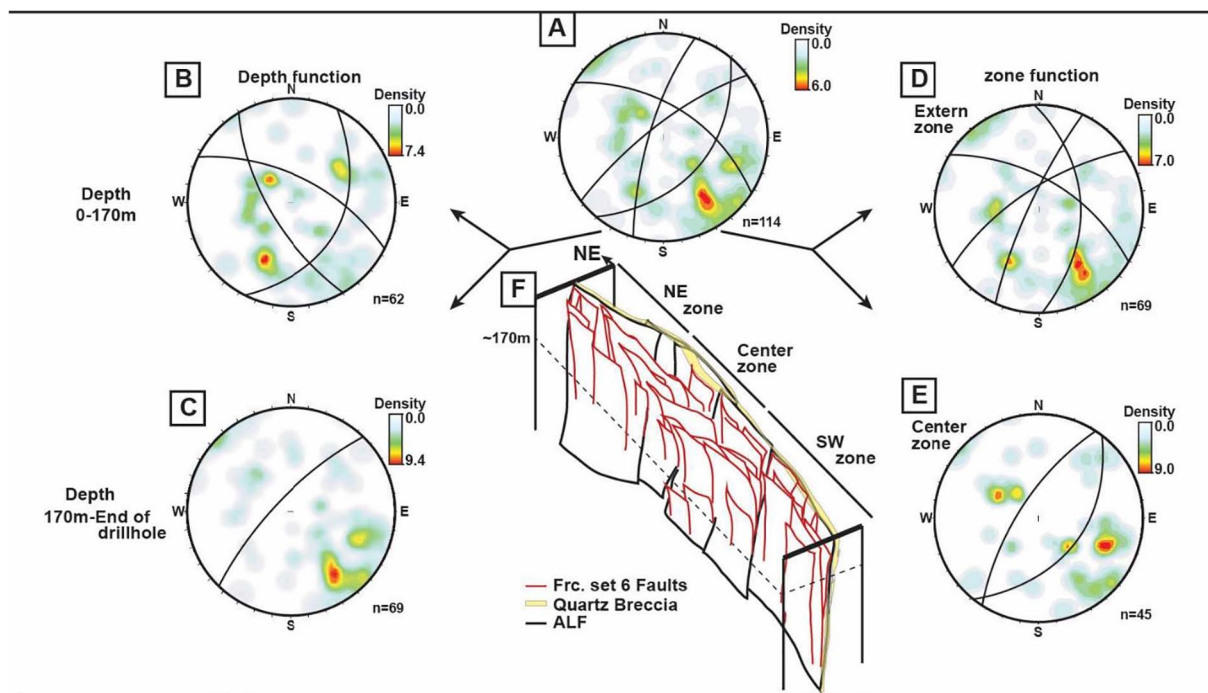 A
N
Density
0.0
6.0
W
E
S
n=114
B
Depth function
N
Density
0.0
7.4
W
E
S
n=62
Depth
0-170m
D
zone function
Extern
zone
N
Density
0.0
7.0
W
E
S
n=69
F
NE
~170m
NE
zone
Center
zone
SW
zone
Frc. set 6 Faults
Quartz Breccia
ALF
C
N
Density
0.0
9.4
W
E
S
n=69
Depth
170m-End of
drillhole
E
Center
zone
N
Density
0.0
9.0
W
E
S
n=45